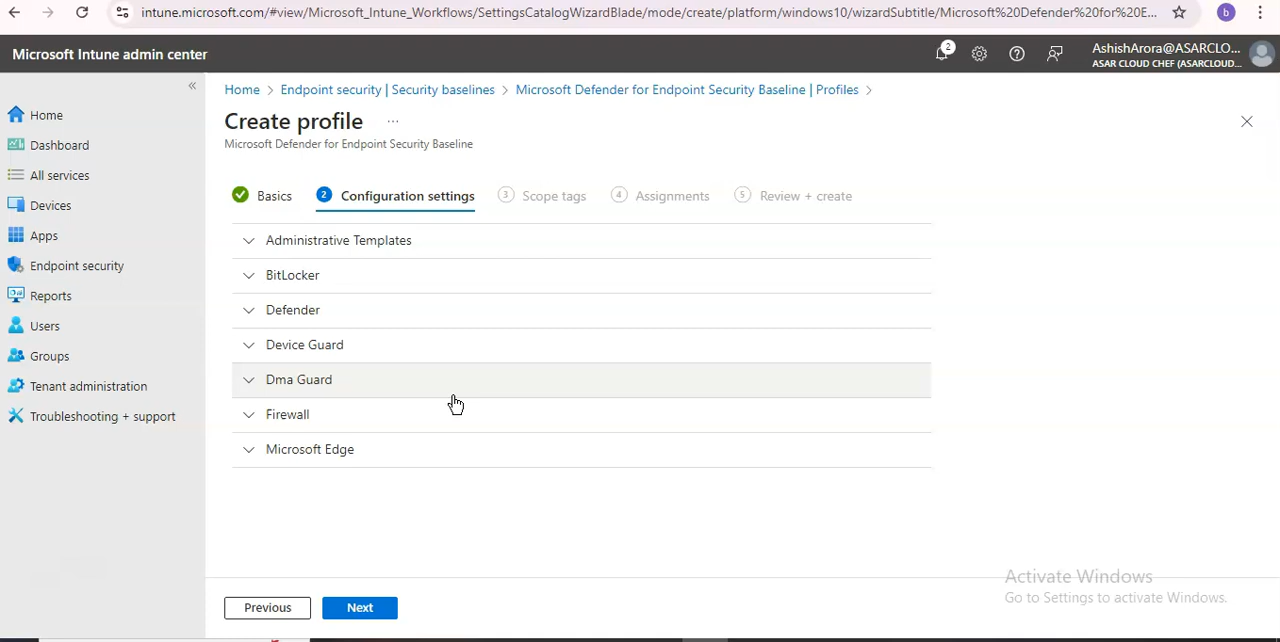 intune.microsoft.com/#view/Microsoft_Intune_Workflows/SettingsCatalogWizardBlade/mode/create/platform/windows10/wizardSubtitle/Microsoft%20Defender%20for%20E...
b
Microsoft Intune admin center
2
AshishArora@ASARCLO...
ASAR CLOUD CHEF (ASARCLOUD...
«
Home
Dashboard
All services
Devices
Apps
Endpoint security
Reports
Users
Groups
Tenant administration
Troubleshooting + support
Home > Endpoint security | Security baselines > Microsoft Defender for Endpoint Security Baseline | Profiles >
Create profile ...
Microsoft Defender for Endpoint Security Baseline
Basics 2 Configuration settings 3 Scope tags 4 Assignments 5 Review + create
Administrative Templates
BitLocker
Defender
Device Guard
Dma Guard
Firewall
Microsoft Edge
Previous Next
Activate Windows
Go to Settings to activate Windows.